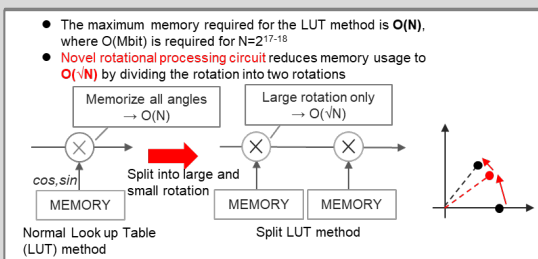 ● The maximum memory required for the LUT method is O(N),
where O(Mbit) is required for N=2¹⁷⁻¹⁸
● Novel rotational processing circuit reduces memory usage to
O(√N) by dividing the rotation into two rotations
Memorize all angles
→ O(N)
Large rotation only
→ O(√N)
cos,sin
Split into large and
small rotation
MEMORY
MEMORY
MEMORY
Normal Look up Table
(LUT) method
Split LUT method